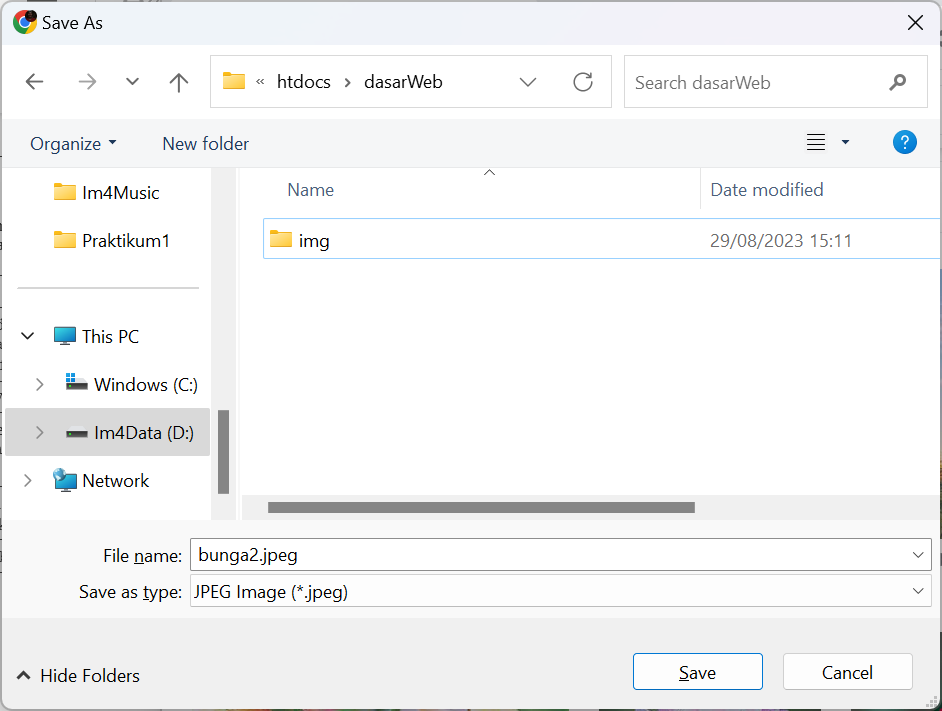 Save As
« htdocs › dasarWeb
Search dasarWeb
Organize
New folder
?
Im4Music
Praktikum1
This PC
Windows (C:)
Im4Data (D:)
Network
Name
Date modified
img
29/08/2023 15:11
File name:
bunga2.jpeg
Save as type:
JPEG Image (*.jpeg)
Hide Folders
Save
Cancel